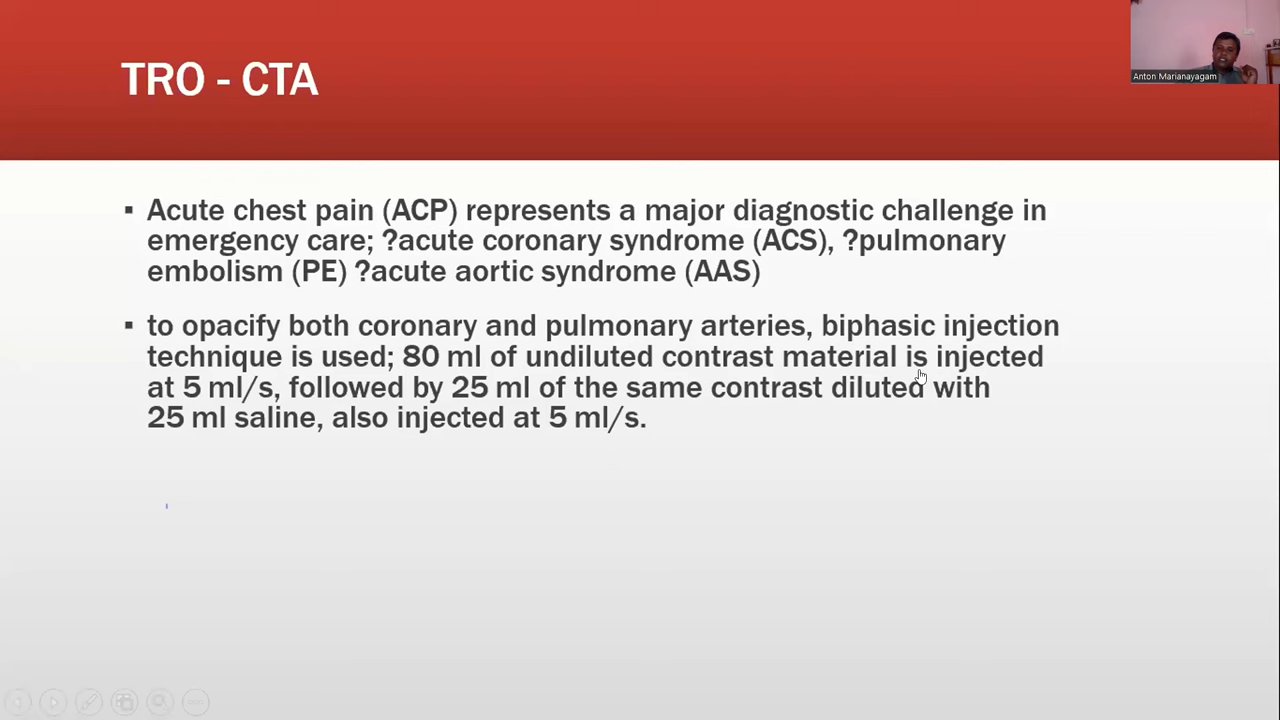 TRO - CTA
Anton Marianayagam
▪ Acute chest pain (ACP) represents a major diagnostic challenge in
emergency care; ?acute coronary syndrome (ACS), ?pulmonary
embolism (PE) ?acute aortic syndrome (AAS)
▪ to opacify both coronary and pulmonary arteries, biphasic injection
technique is used; 80 ml of undiluted contrast material is injected
at 5 ml/s, followed by 25 ml of the same contrast diluted with
25 ml saline, also injected at 5 ml/s.